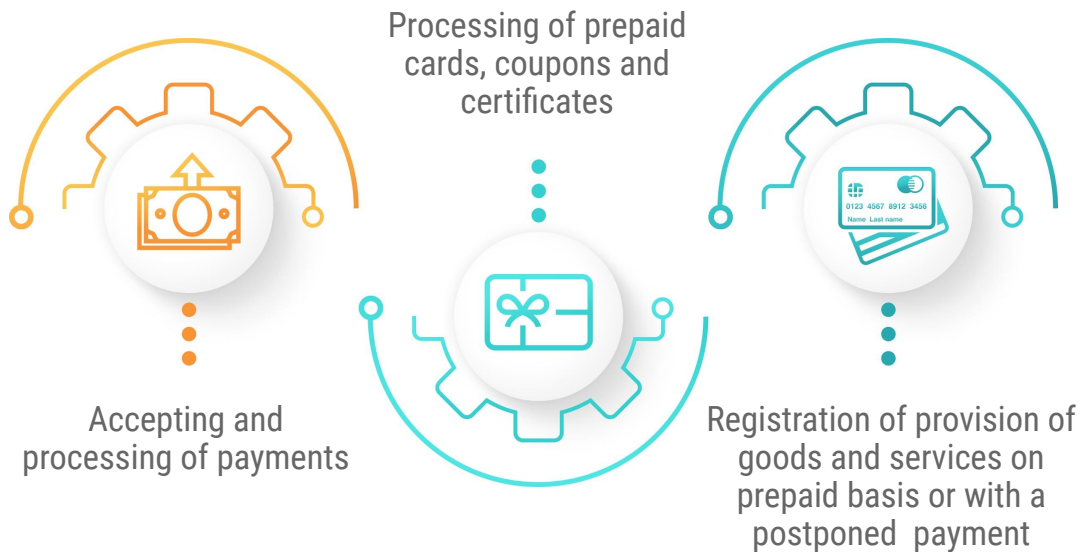 Processing of prepaid
cards, coupons and
certificates
0123 4567 8912 3456
Name Last name
Accepting and
processing of payments
Registration of provision of
goods and services on
prepaid basis or with a
postponed payment